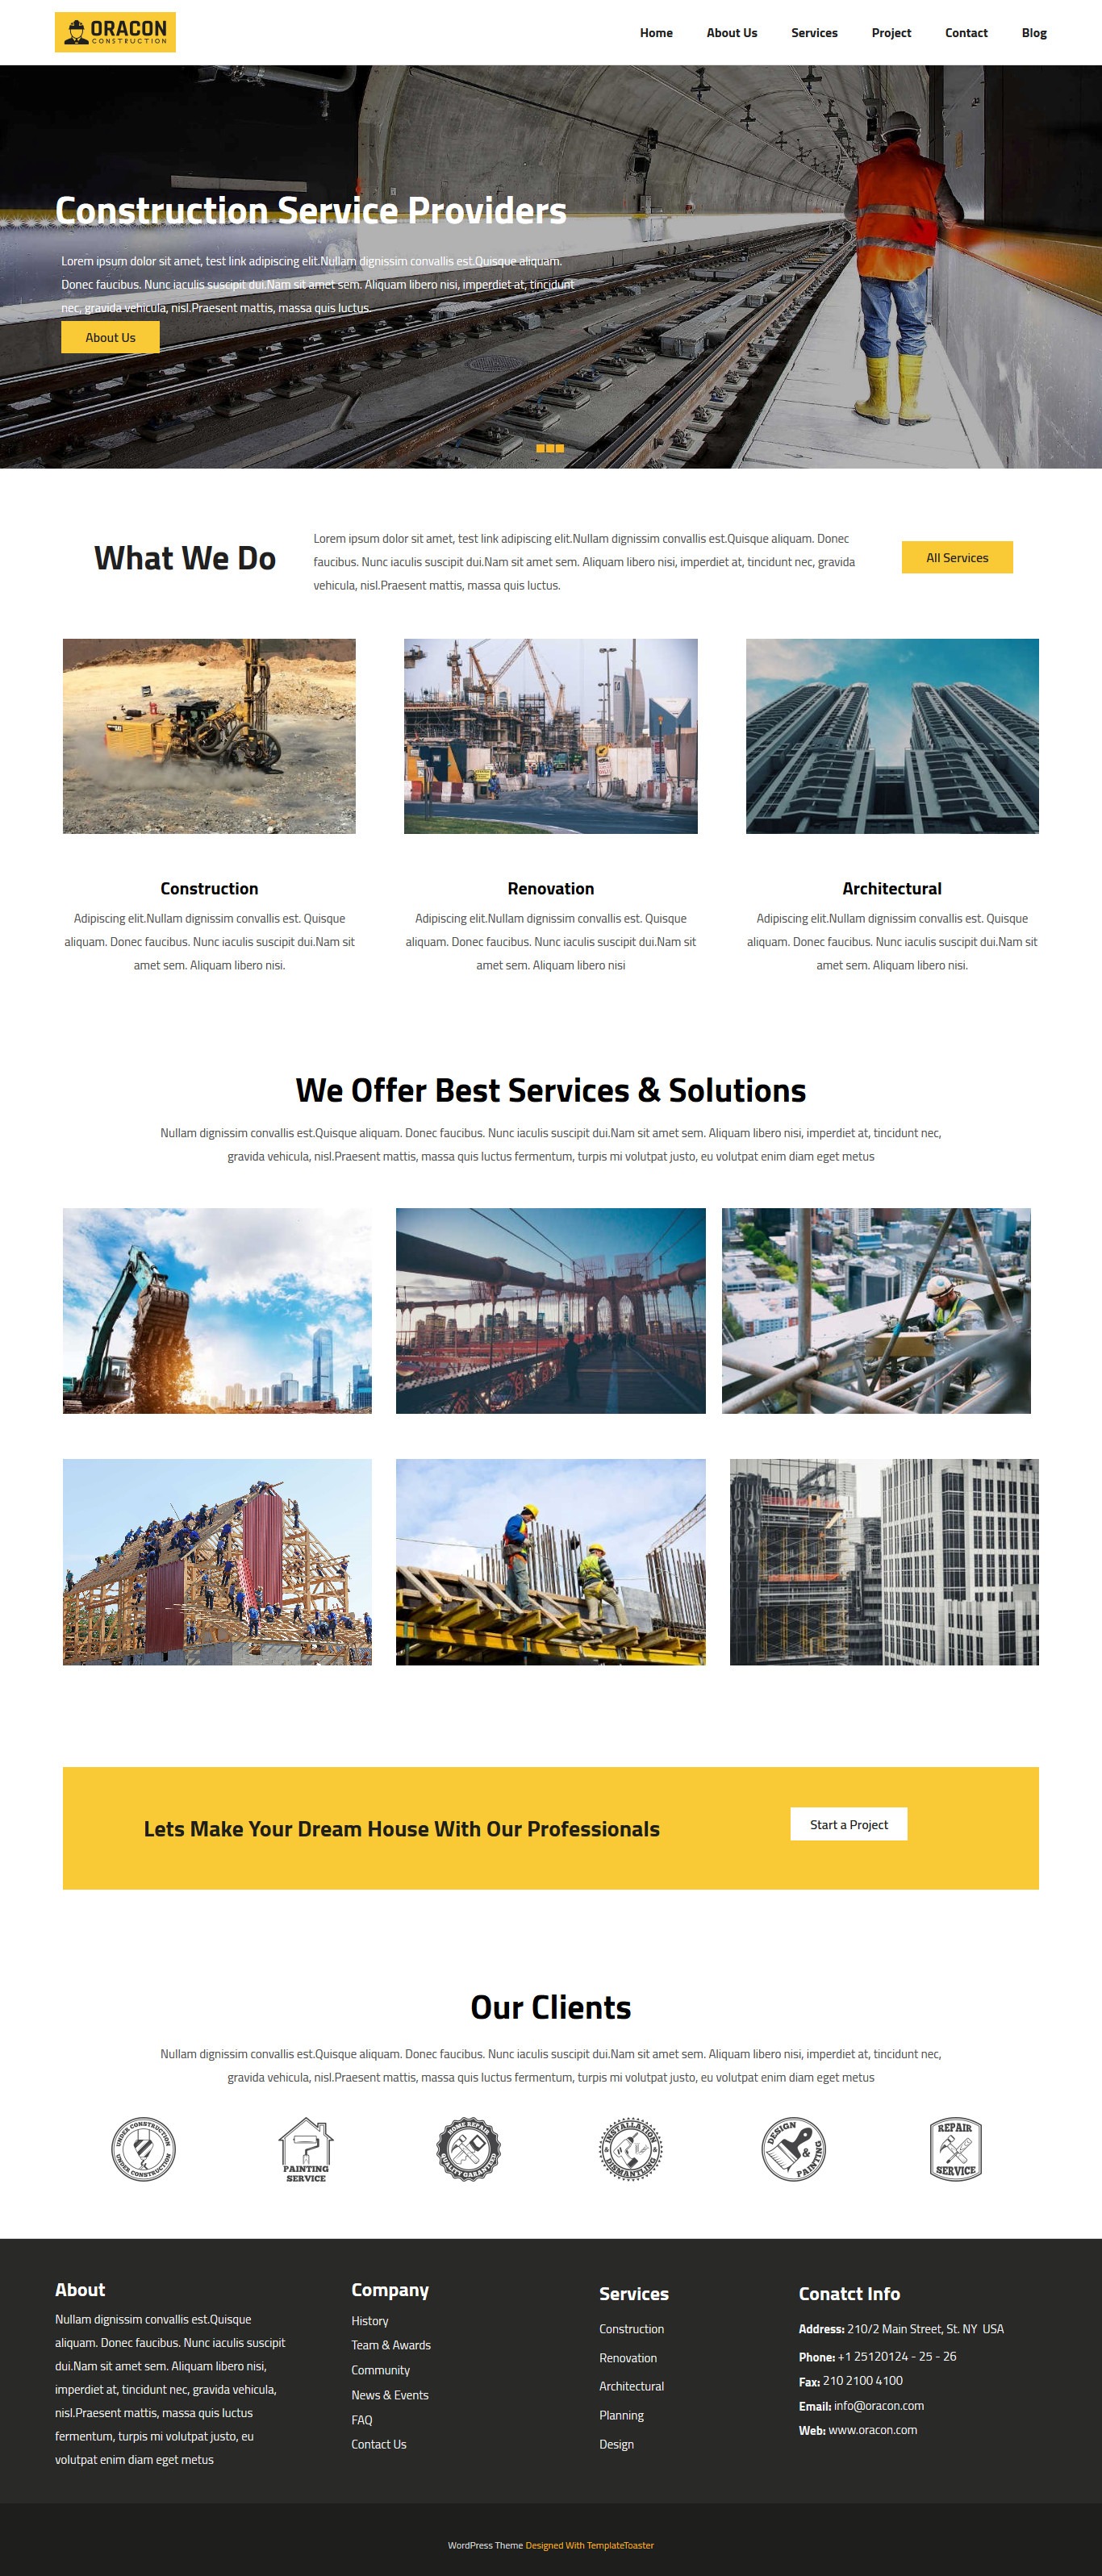 ORACON
CONSTRUCTION
Home About Us Services Project Contact Blog
Construction Service Providers
Lorem ipsum dolor sit amet, test link adipiscing elit.Nullam dignissim convallis est.Quisque aliquam.
Donec faucibus. Nunc iaculis suscipit dui.Nam sit amet sem. Aliquam libero nisi, imperdiet at, tincidunt
nec, gravida vehicula, nisl.Praesent mattis, massa quis luctus.
About Us
What We Do
Lorem ipsum dolor sit amet, test link adipiscing elit.Nullam dignissim convallis est.Quisque aliquam. Donec
faucibus. Nunc iaculis suscipit dui.Nam sit amet sem. Aliquam libero nisi, imperdiet at, tincidunt nec, gravida
vehicula, nisl.Praesent mattis, massa quis luctus.
All Services
Construction
Adipiscing elit.Nullam dignissim convallis est. Quisque
aliquam. Donec faucibus. Nunc iaculis suscipit dui.Nam sit
amet sem. Aliquam libero nisi.
Renovation
Adipiscing elit.Nullam dignissim convallis est. Quisque
aliquam. Donec faucibus. Nunc iaculis suscipit dui.Nam sit
amet sem. Aliquam libero nisi
Architectural
Adipiscing elit.Nullam dignissim convallis est. Quisque
aliquam. Donec faucibus. Nunc iaculis suscipit dui.Nam sit
amet sem. Aliquam libero nisi.
We Offer Best Services & Solutions
Nullam dignissim convallis est.Quisque aliquam. Donec faucibus. Nunc iaculis suscipit dui.Nam sit amet sem. Aliquam libero nisi, imperdiet at, tincidunt nec,
gravida vehicula, nisl.Praesent mattis, massa quis luctus fermentum, turpis mi volutpat justo, eu volutpat enim diam eget metus
Lets Make Your Dream House With Our Professionals
Start a Project
Our Clients
Nullam dignissim convallis est.Quisque aliquam. Donec faucibus. Nunc iaculis suscipit dui.Nam sit amet sem. Aliquam libero nisi, imperdiet at, tincidunt nec,
gravida vehicula, nisl.Praesent mattis, massa quis luctus fermentum, turpis mi volutpat justo, eu volutpat enim diam eget metus
UNDER CONSTRUCTION
UNDER CONSTRUCTION
PAINTING
SERVICE
HOME REPAIR
QUALITY GARANTED
INSTALLATION
& &
DISMANTLING
DESIGN
&
PAINTING
REPAIR
SERVICE
About
Nullam dignissim convallis est.Quisque
aliquam. Donec faucibus. Nunc iaculis suscipit
dui.Nam sit amet sem. Aliquam libero nisi,
imperdiet at, tincidunt nec, gravida vehicula,
nisl.Praesent mattis, massa quis luctus
fermentum, turpis mi volutpat justo, eu
volutpat enim diam eget metus
Company
History
Team & Awards
Community
News & Events
FAQ
Contact Us
Services
Construction
Renovation
Architectural
Planning
Design
Conatct Info
Address: 210/2 Main Street, St. NY USA
Phone: +1 25120124 - 25 - 26
Fax: 210 2100 4100
Email: info@oracon.com
Web: www.oracon.com
WordPress Theme Designed With TemplateToaster